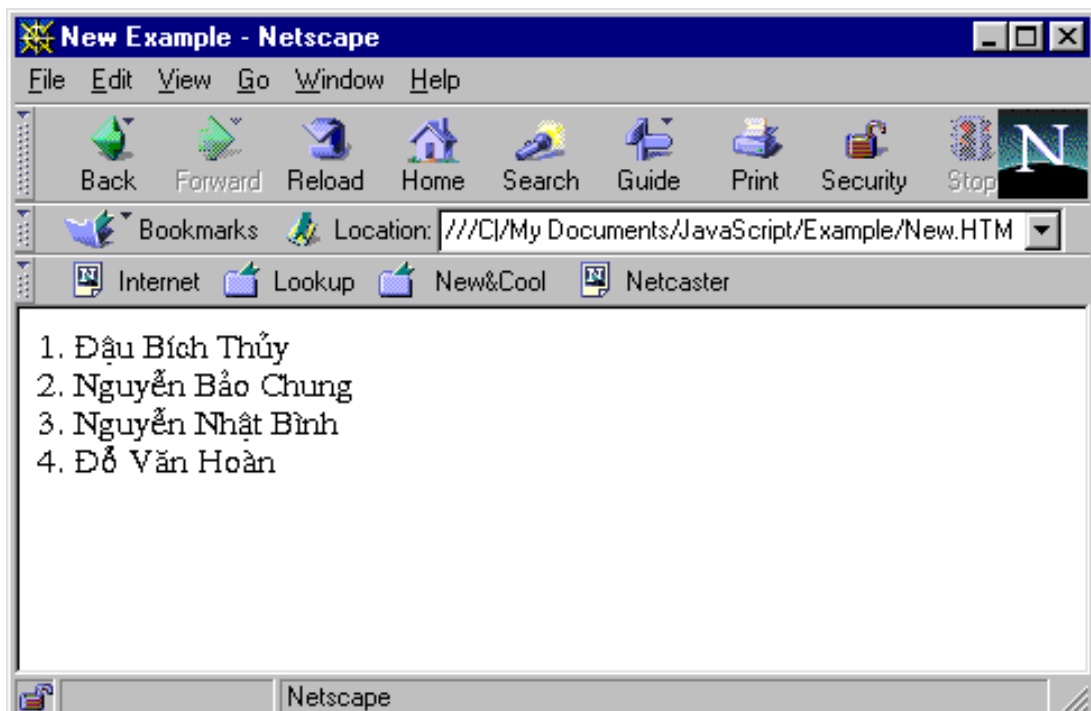 New Example - Netscape
File Edit View Go Window Help
N
Back Forward Reload Home Search Guide Print Security Stop
Bookmarks Location: ///C|/My Documents/JavaScript/Example/New.HTM
Internet Lookup New&Cool Netcaster
1. Đậu Bích Thủy
2. Nguyễn Bảo Chung
3. Nguyễn Nhật Bình
4. Đỗ Văn Hoàn
Netscape